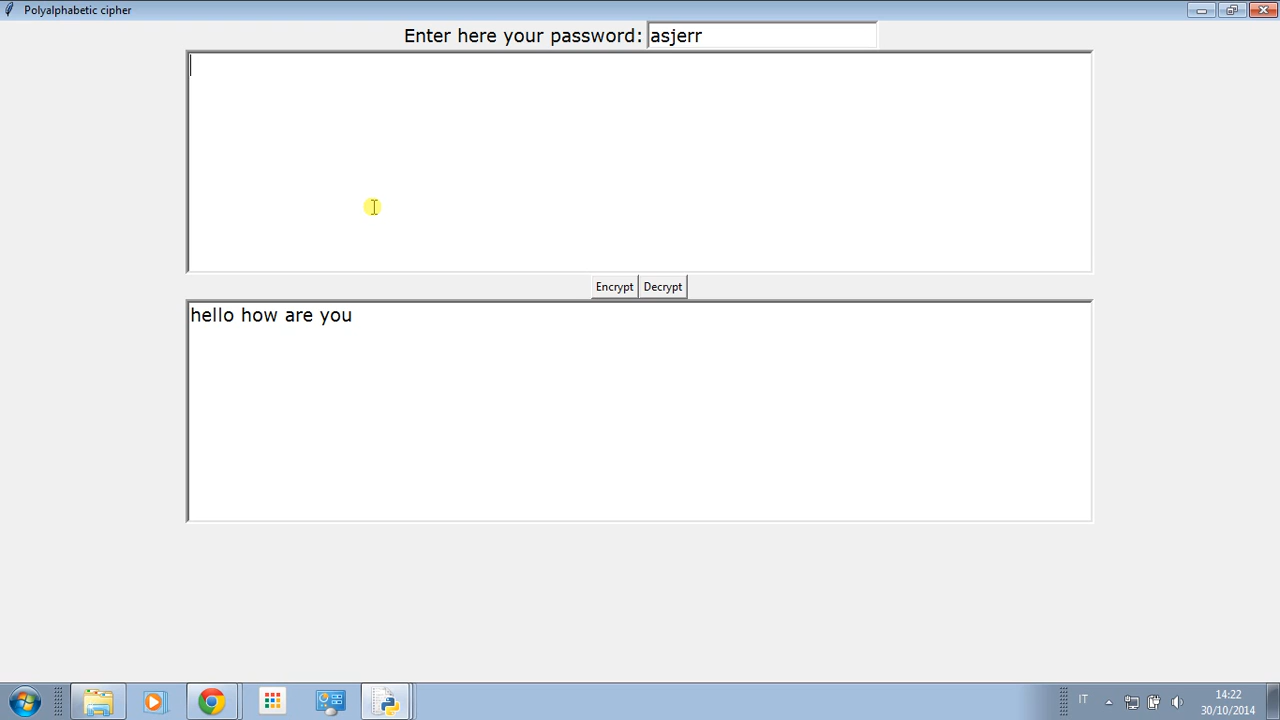 Polyalphabetic cipher
Enter here your password: asjerr
Encrypt Decrypt
hello how are you
IT
14:22
30/10/2014